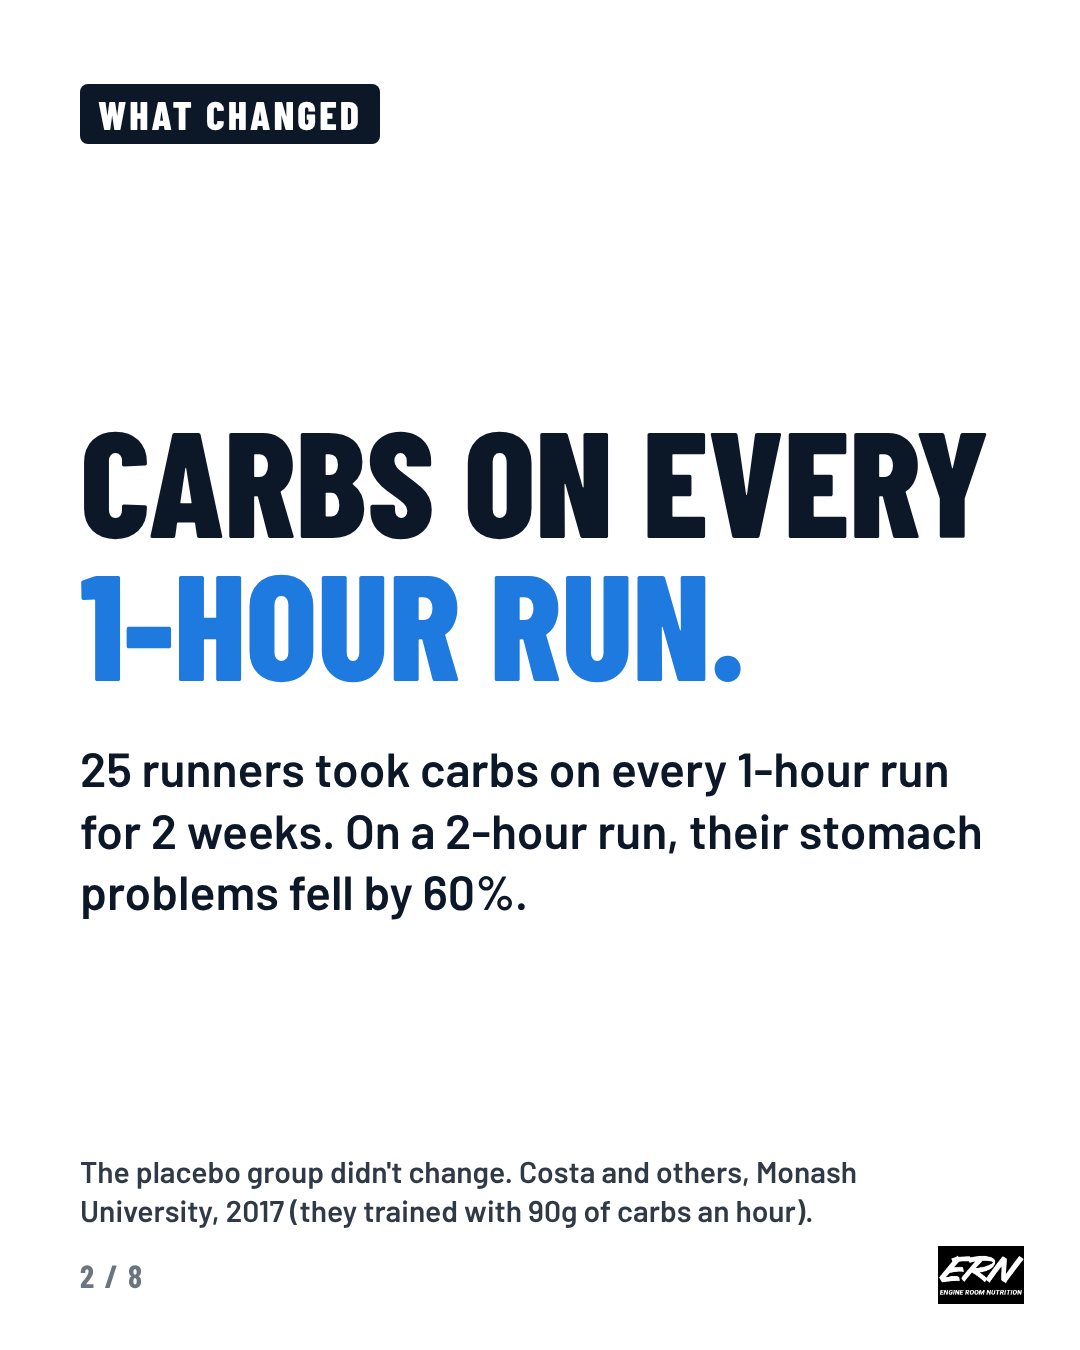 WHAT CHANGED
CARBS ON EVERY
1-HOUR RUN.
25 runners took carbs on every 1-hour run
for 2 weeks. On a 2-hour run, their stomach
problems fell by 60%.
The placebo group didn't change. Costa and others, Monash
University, 2017 (they trained with 90g of carbs an hour).
2 / 8
ERN
ENGINE ROOM NUTRITION